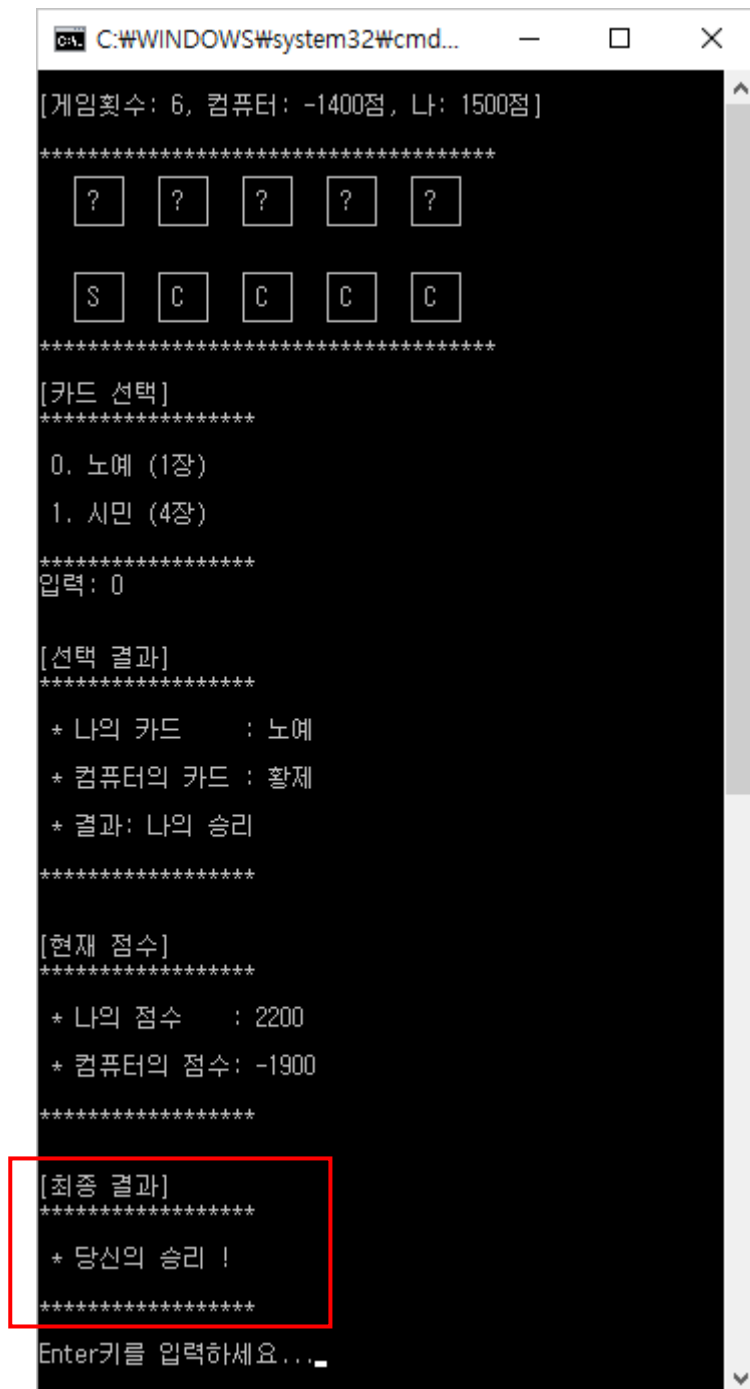 C:₩WINDOWS₩system32₩cmd...
[게임횟수: 6, 컴퓨터: -1400점, 나: 1500점]
**************************************
? ? ? ? ?
S C C C C
**************************************
[카드 선택]
******************
0. 노예 (1장)
1. 시민 (4장)
******************
입력: 0
[선택 결과]
******************
* 나의 카드 : 노예
* 컴퓨터의 카드 : 황제
* 결과: 나의 승리
******************
[현재 점수]
******************
* 나의 점수 : 2200
* 컴퓨터의 점수: -1900
******************
[최종 결과]
******************
* 당신의 승리 !
******************
Enter키를 입력하세요...